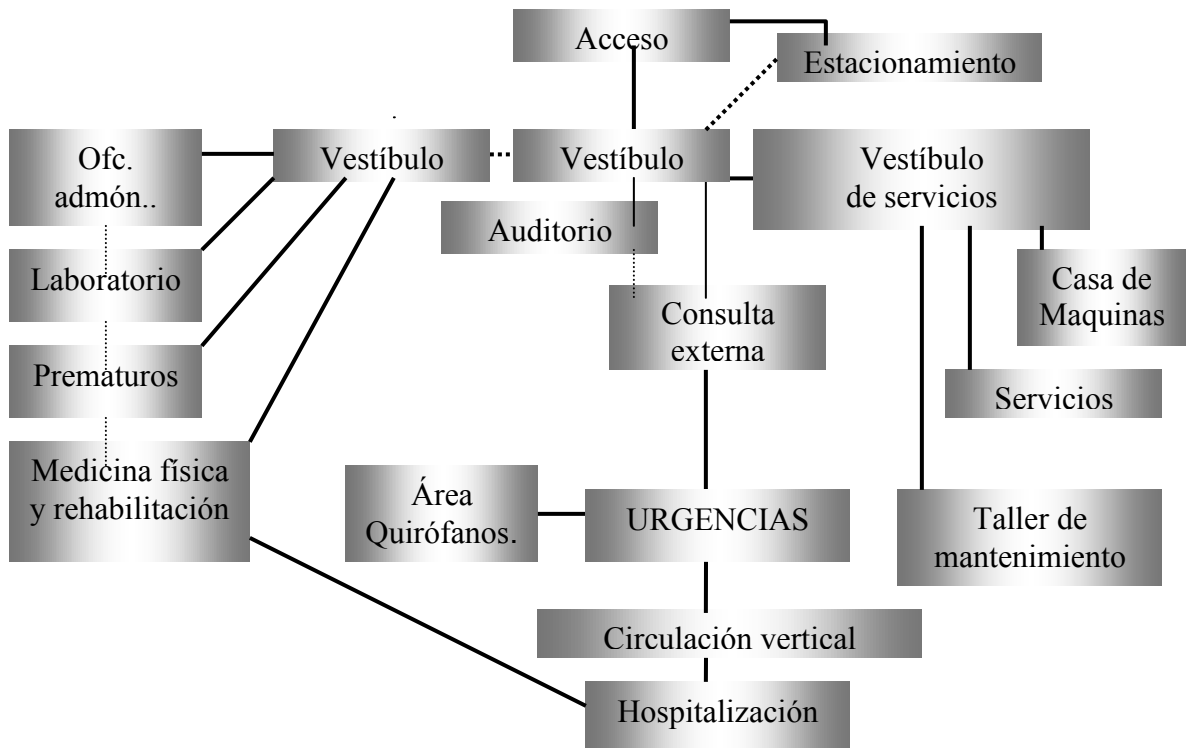 Acceso
Estacionamiento
Ofc.
admón..
Vestíbulo
Vestíbulo
Vestíbulo
de servicios
Auditorio
Laboratorio
Casa de
Maquinas
Consulta
externa
Prematuros
Servicios
Medicina física
y rehabilitación
Área
Quirófanos.
URGENCIAS
Taller de
mantenimiento
Circulación vertical
Hospitalización